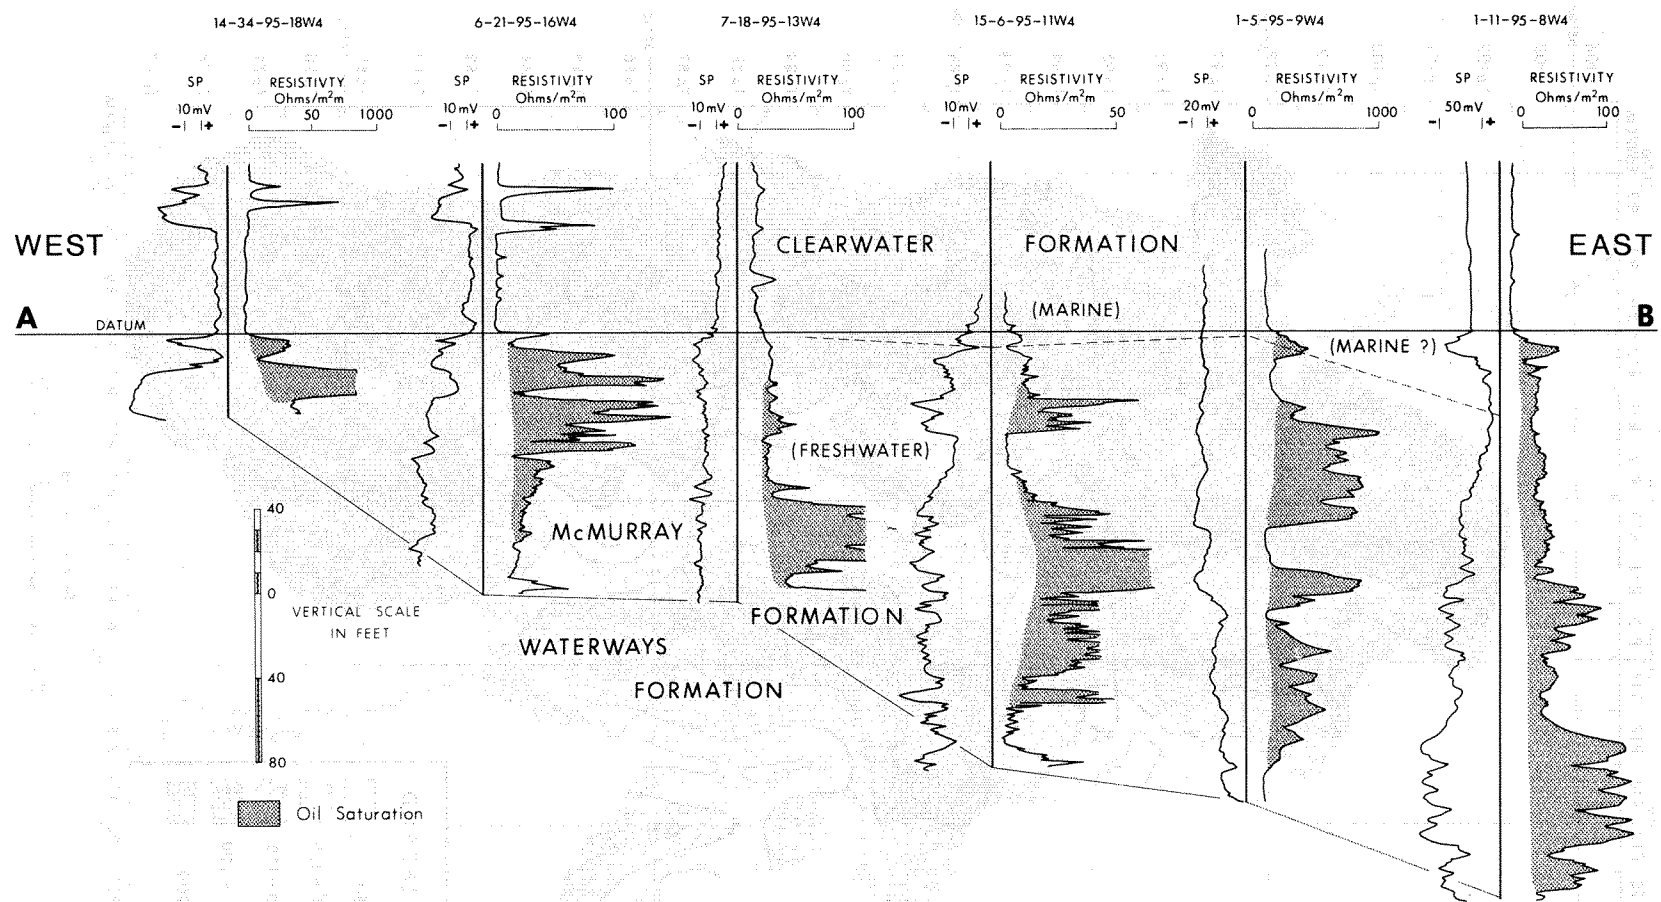 14-34-95-18W4 6-21-95-16W4 7-18-95-13W4 15-6-95-11W4 1-5-95-9W4 1-11-95-8W4
SP RESISTIVTY SP RESISTIVITY SP RESISTIVITY SP RESISTIVITY SP RESISTIVITY SP RESISTIVITY
Ohms/m²m Ohms/m²m Ohms/m²m Ohms/m²m Ohms/m²m Ohms/m²m
10mV 10mV 10mV 10mV 20mV 50mV
0 50 1000 0 100 0 100 0 50 0 1000 0 100
- + - + - + - + - + - +
WEST CLEARWATER FORMATION EAST
(MARINE)
A DATUM B
(MARINE ?)
(FRESHWATER)
40
McMURRAY
0
VERTICAL SCALE
IN FEET
FORMATION
WATERWAYS
40
FORMATION
80
Oil Saturation